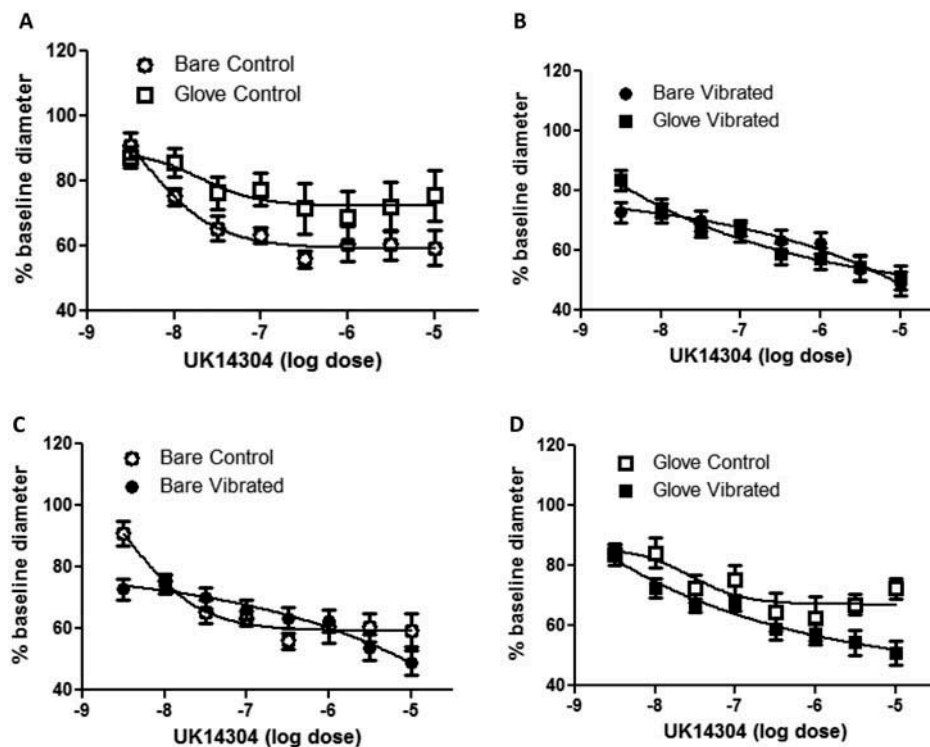 A
120
100
80
60
40
% baseline diameter
Bare Control
Glove Control
-9 -8 -7 -6 -5
UK14304 (log dose)
B
120
100
80
60
40
% baseline diameter
Bare Vibrated
Glove Vibrated
-9 -8 -7 -6 -5
UK14304 (log dose)
C
120
100
80
60
40
% baseline diameter
Bare Control
Bare Vibrated
-9 -8 -7 -6 -5
UK14304 (log dose)
D
120
100
80
60
40
% baseline diameter
Glove Control
Glove Vibrated
-9 -8 -7 -6 -5
UK14304 (log dose)